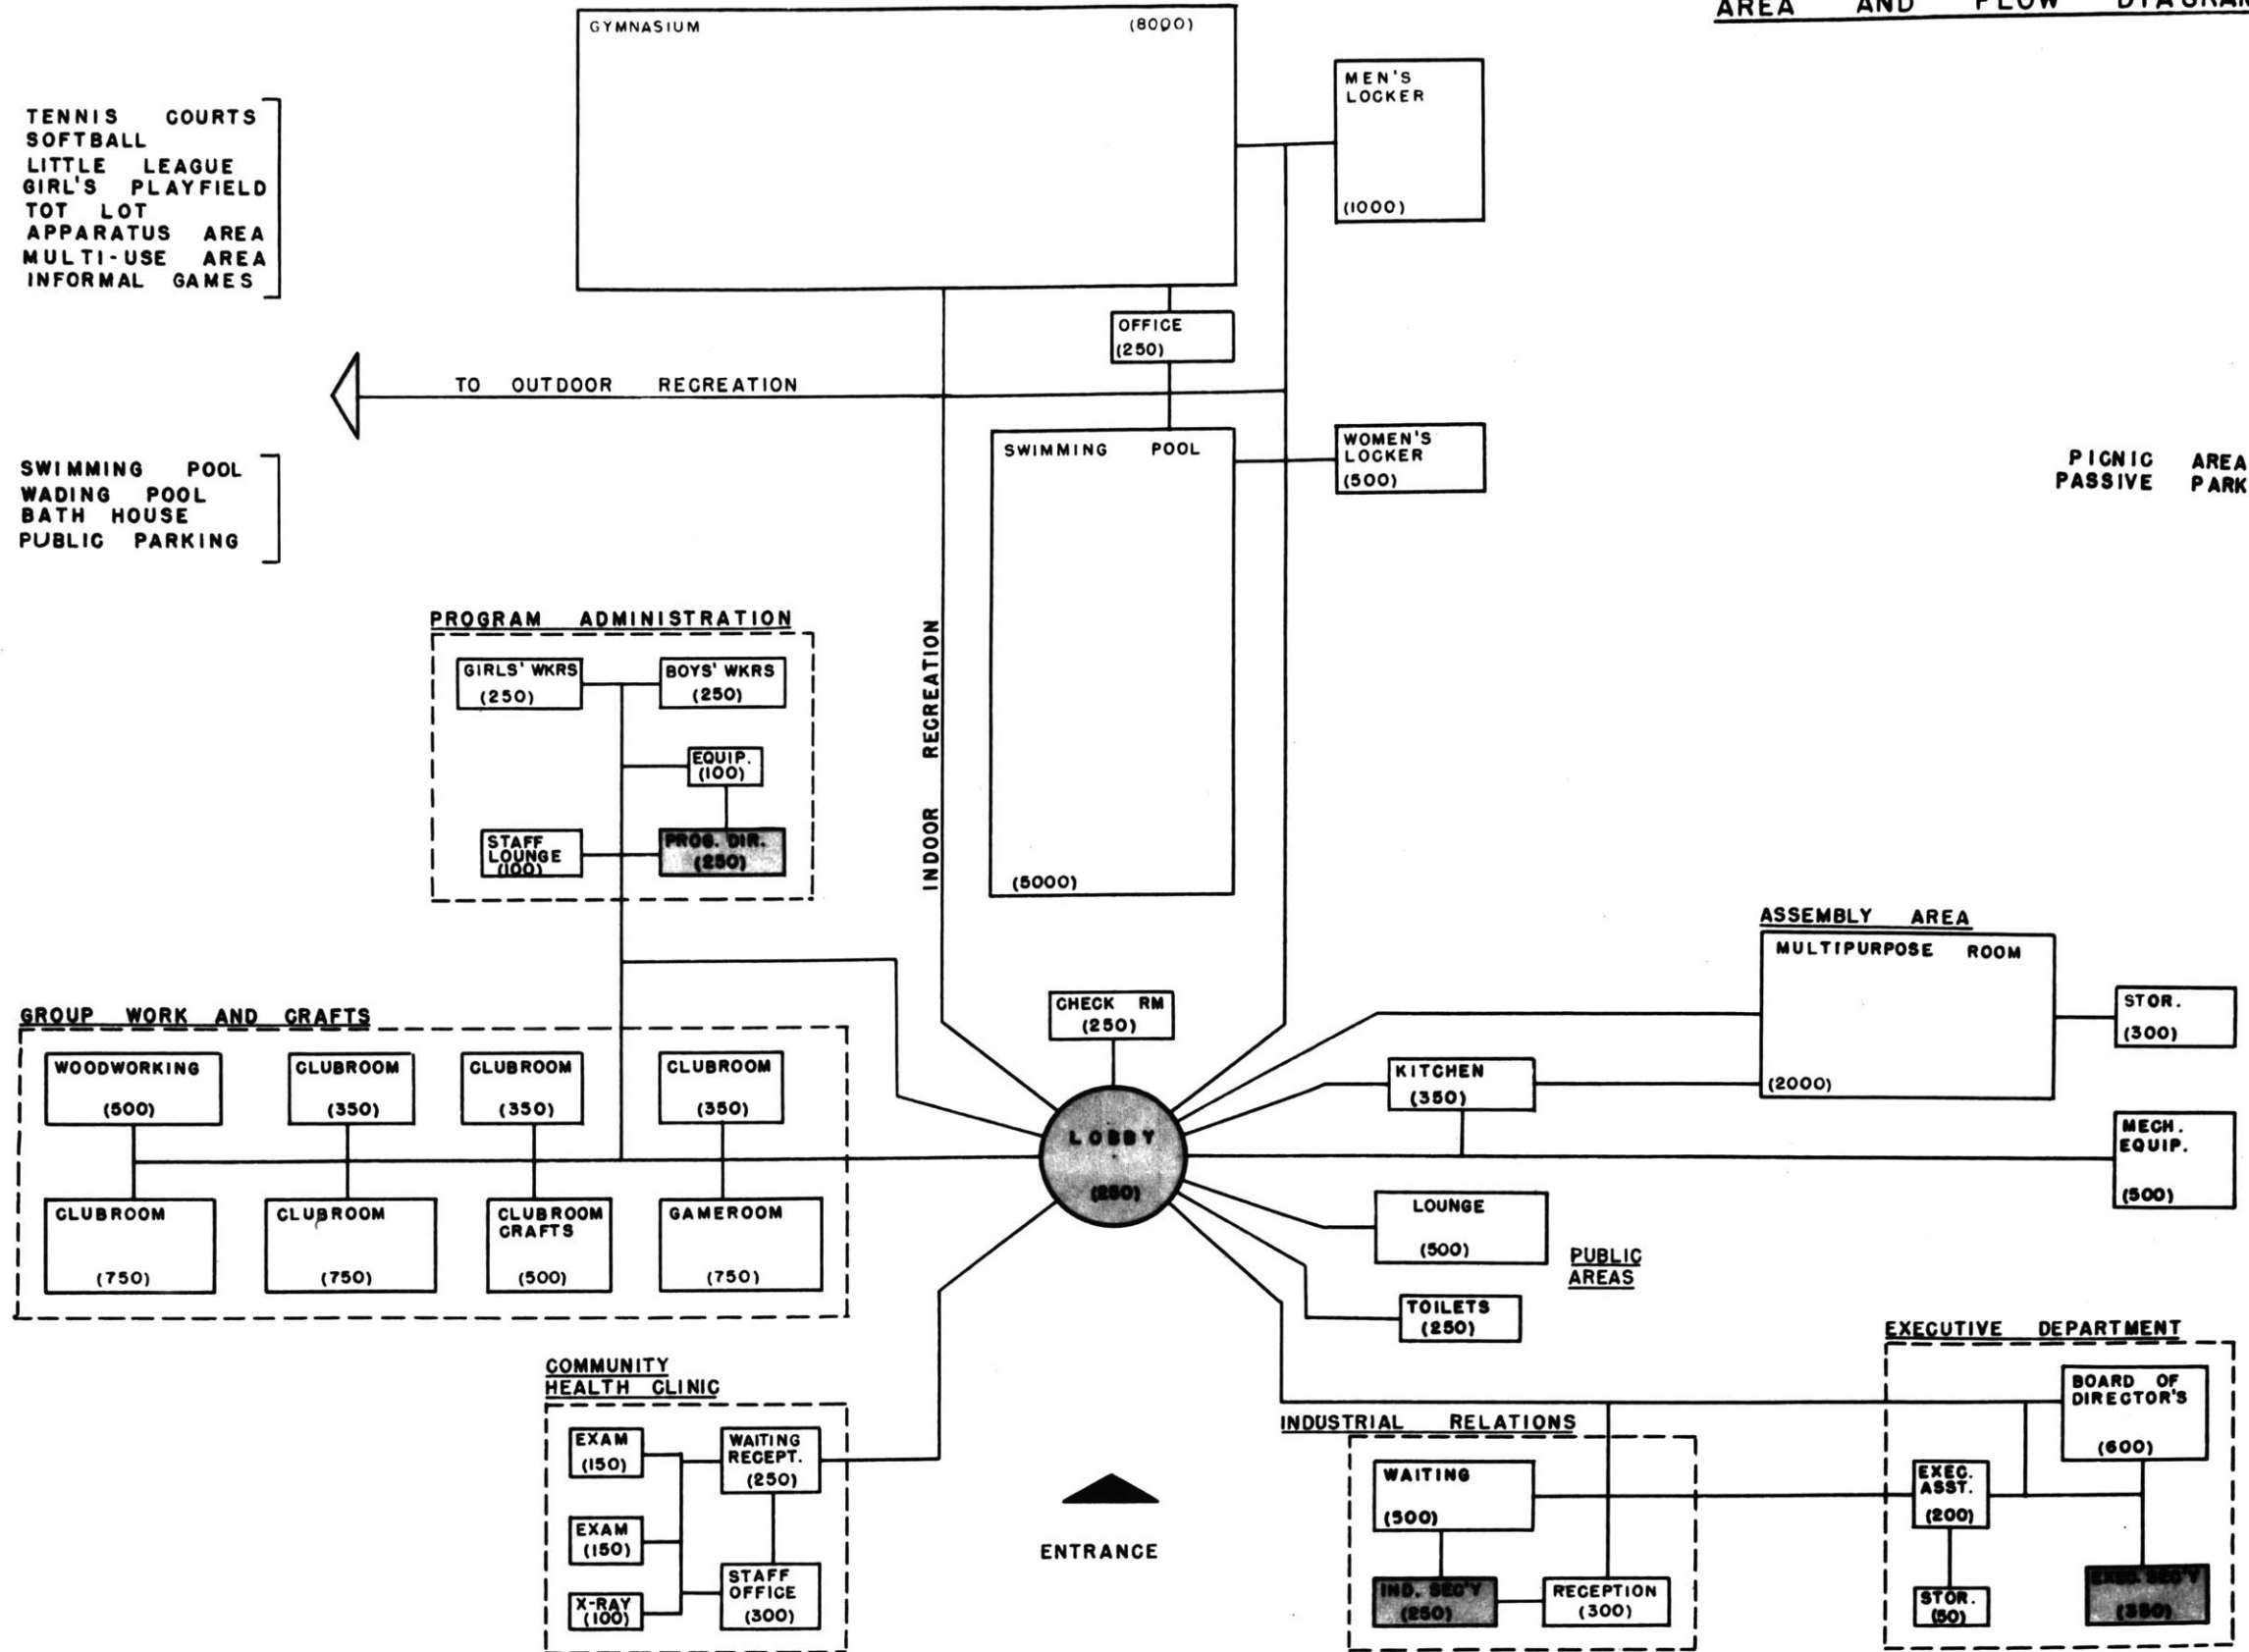 AREA AND FLOW DIAGRAM
GYMNASIUM (8000)
MEN'S
LOCKER
(1000)
TENNIS COURTS
SOFTBALL
LITTLE LEAGUE
GIRL'S PLAYFIELD
TOT LOT
APPARATUS AREA
MULTI-USE AREA
INFORMAL GAMES
OFFICE
(250)
TO OUTDOOR RECREATION
SWIMMING POOL
WADING POOL
BATH HOUSE
PUBLIC PARKING
SWIMMING POOL
(5000)
WOMEN'S
LOCKER
(500)
PICNIC AREA
PASSIVE PARK
INDOOR RECREATION
PROGRAM ADMINISTRATION
GIRLS' WKRS
(250)
BOYS' WKRS
(250)
EQUIP.
(100)
STAFF
LOUNGE
(100)
PROG. DIR.
(250)
ASSEMBLY AREA
MULTIPURPOSE ROOM
(2000)
STOR.
(300)
CHECK RM
(250)
KITCHEN
(350)
MECH.
EQUIP.
(500)
LOBBY
(250)
GROUP WORK AND CRAFTS
WOODWORKING
(500)
CLUBROOM
(350)
CLUBROOM
(350)
CLUBROOM
(350)
CLUBROOM
(750)
CLUBROOM
(750)
CLUBROOM
CRAFTS
(500)
GAMEROOM
(750)
LOUNGE
(500)
PUBLIC
AREAS
TOILETS
(250)
COMMUNITY
HEALTH CLINIC
EXAM
(150)
WAITING
RECEPT.
(250)
EXAM
(150)
X-RAY
(100)
STAFF
OFFICE
(300)
ENTRANCE
INDUSTRIAL RELATIONS
WAITING
(500)
IND. SEC'Y
(250)
RECEPTION
(300)
EXECUTIVE DEPARTMENT
BOARD OF
DIRECTOR'S
(600)
EXEC.
ASST.
(200)
STOR.
(50)
EXEC. SEC'Y
(350)